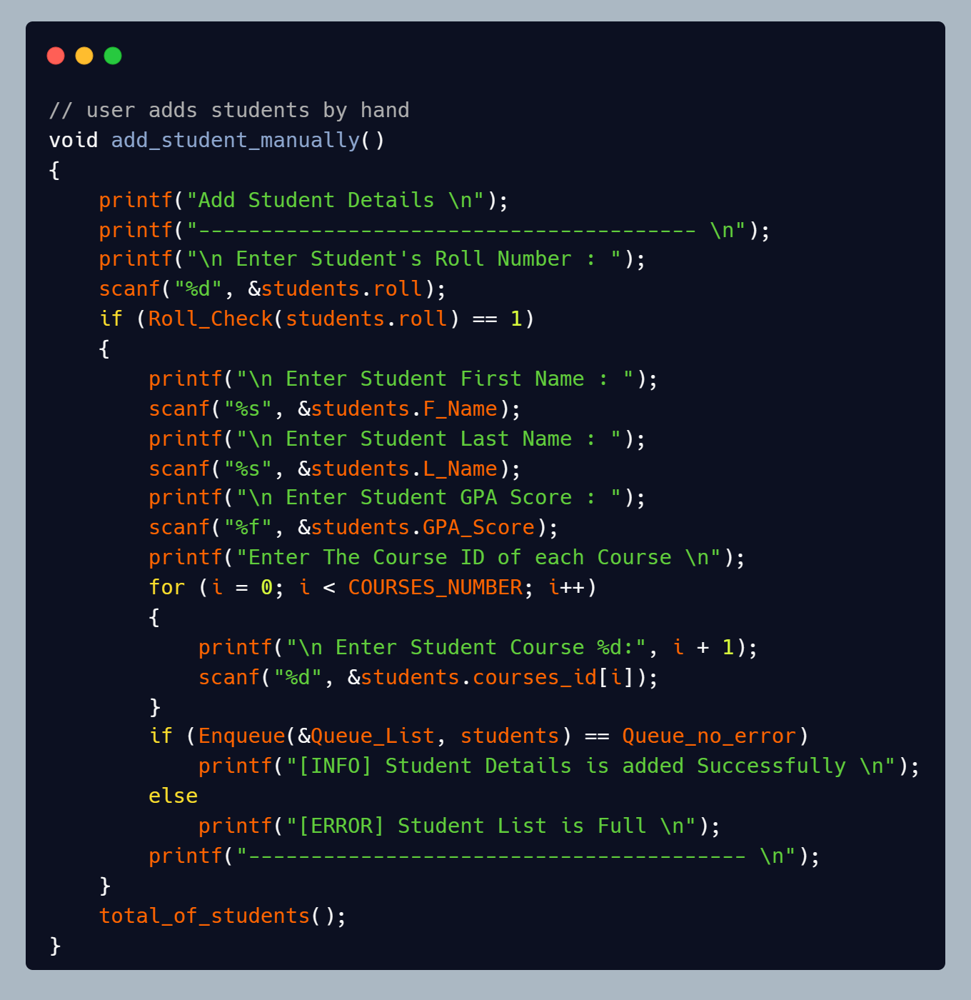 // user adds students by hand
void add_student_manually()
{
    printf("Add Student Details \n");
    printf("---------------------------------------- \n");
    printf("\n Enter Student's Roll Number : ");
    scanf("%d", &students.roll);
    if (Roll_Check(students.roll) == 1)
    {
        printf("\n Enter Student First Name : ");
        scanf("%s", &students.F_Name);
        printf("\n Enter Student Last Name : ");
        scanf("%s", &students.L_Name);
        printf("\n Enter Student GPA Score : ");
        scanf("%f", &students.GPA_Score);
        printf("Enter The Course ID of each Course \n");
        for (i = 0; i < COURSES_NUMBER; i++)
        {
            printf("\n Enter Student Course %d:", i + 1);
            scanf("%d", &students.courses_id[i]);
        }
        if (Enqueue(&Queue_List, students) == Queue_no_error)
            printf("[INFO] Student Details is added Successfully \n");
        else
            printf("[ERROR] Student List is Full \n");
        printf("---------------------------------------- \n");
    }
    total_of_students();
}